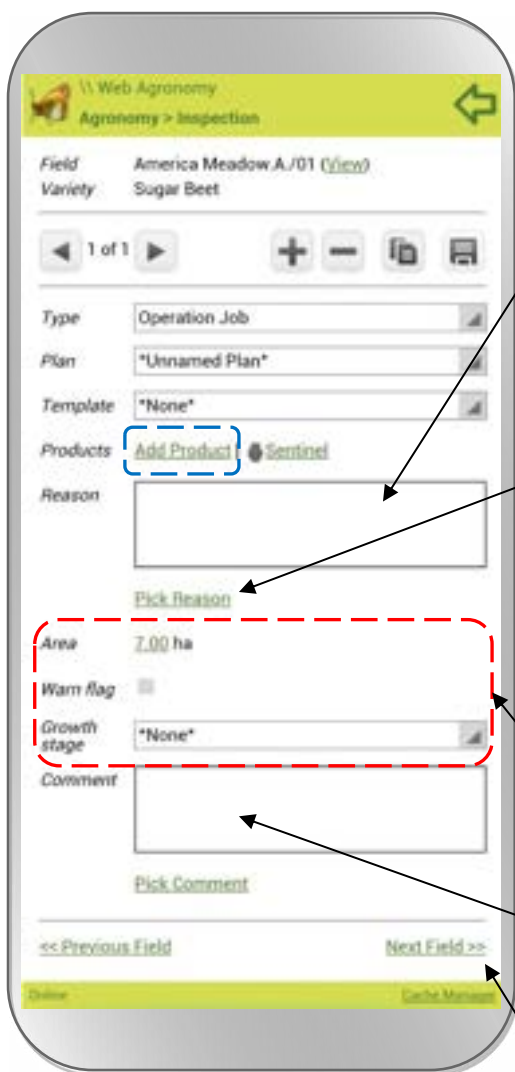 \\ Web Agronomy
Agronomy > Inspection
Field America Meadow.A./01 (View)
Variety Sugar Beet
1 of 1
Type Operation Job
Plan *Unnamed Plan*
Template *None*
Products Add Product Sentinel
Reason
Pick Reason
Area 7.00 ha
Warn flag
Growth stage *None*
Comment
Pick Comment
<< Previous Field Next Field >>
Online Cache Manager